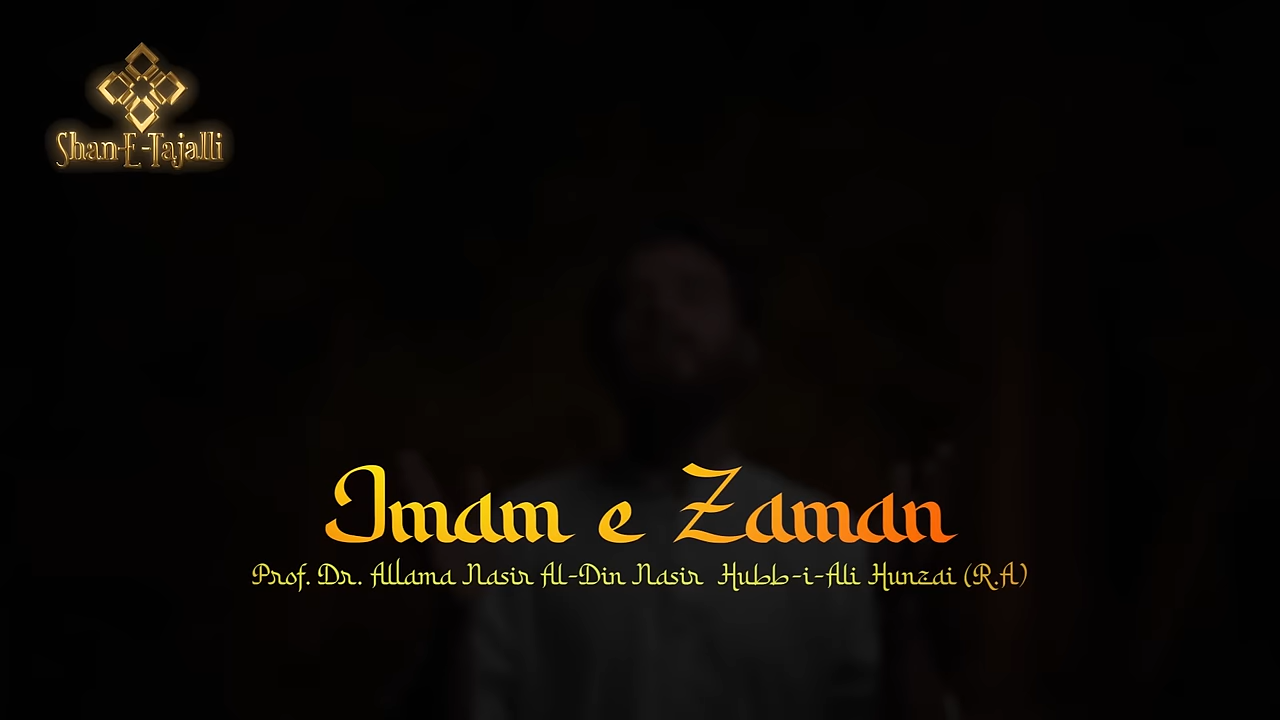 Shan-E-Tajalli
Imam e Zaman
Prof. Dr. Allama Nasir Al-Din Nasir Hubb-i-Ali Hunzai (R.A)